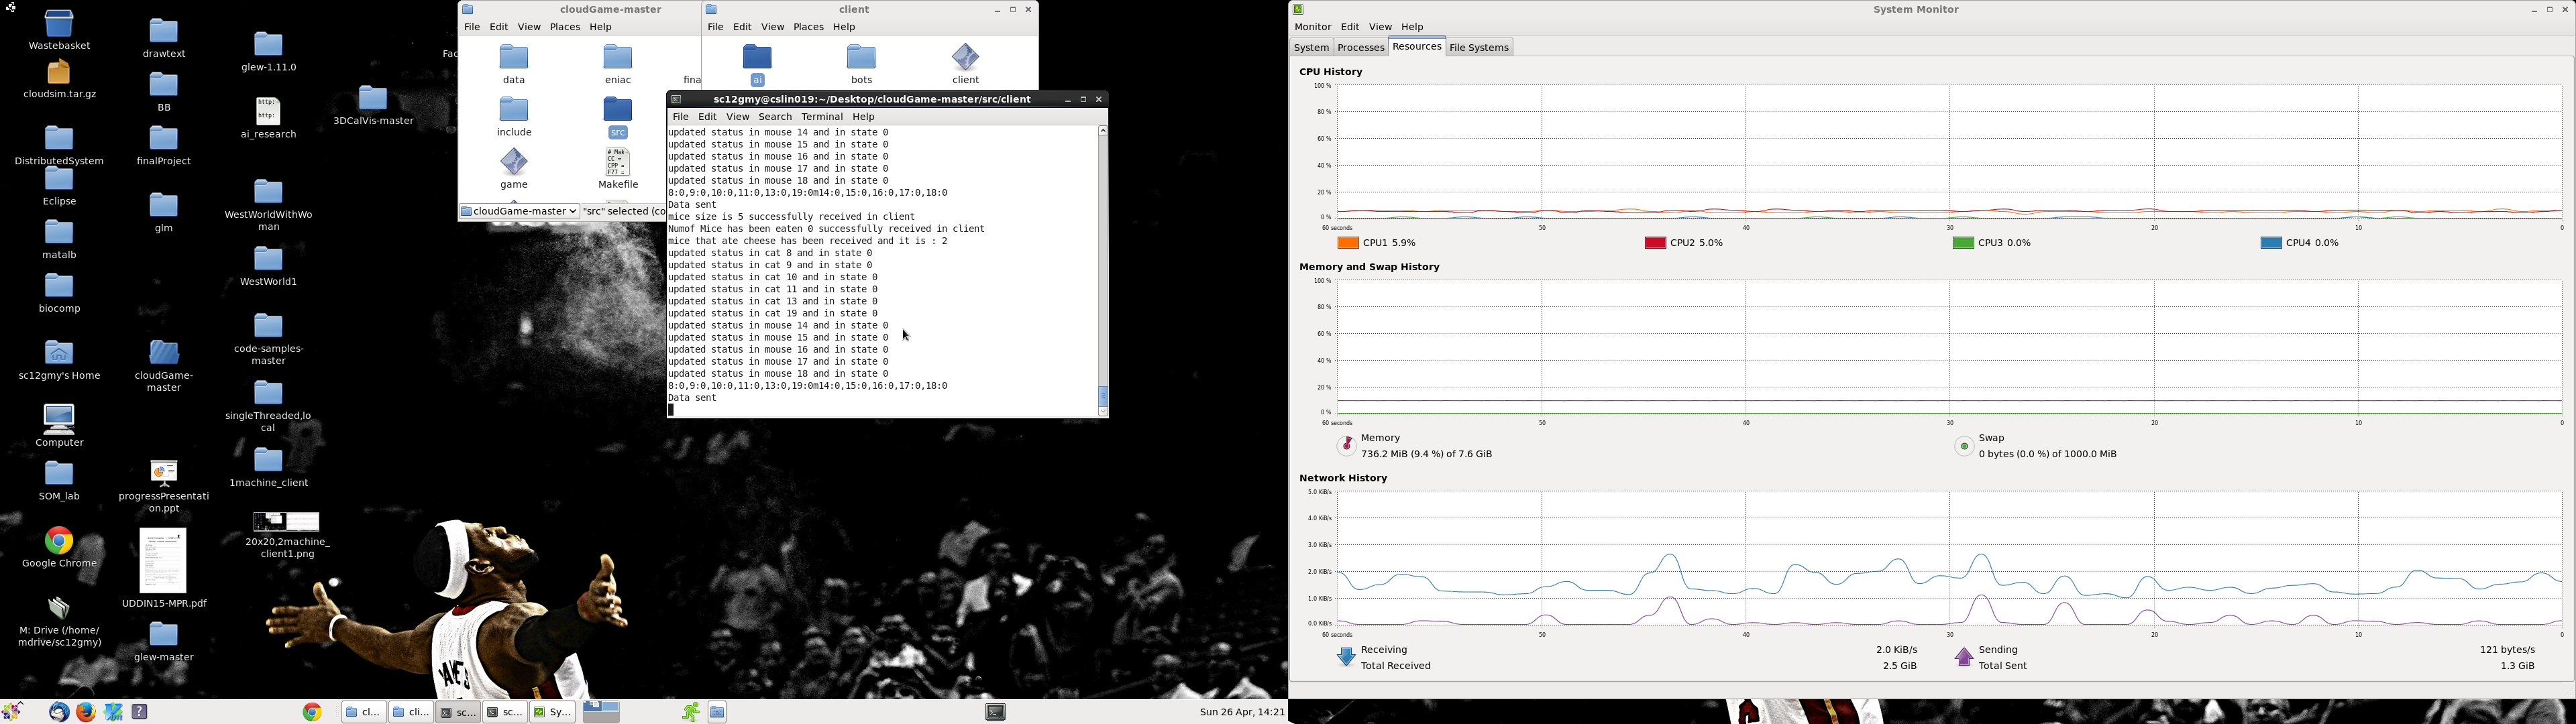 Wastebasket
cloudsim.tar.gz
DistributedSystem
Eclipse
matalb
biocomp
sc12gmy's Home
Computer
SOM_lab
Google Chrome
M: Drive (/home/
mdrive/sc12gmy)
drawtext
BB
finalProject
glm
cloudGame-
master
progressPresentati
on.ppt
UDDIN15-MPR.pdf
glew-master
glew-1.11.0
http:-
http:-
ai_research
WestWorldWithWo
man
WestWorld1
code-samples-
master
singleThreaded,lo
cal
1machine_client
20x20,2machine_
client1.png
3DCalVis-master
Fac
cloudGame-master
File Edit View Places Help
data
eniac
fina
include
src
game
# Mak
CC =
CPP =
F77 =
Makefile
cloudGame-master
"src" selected (co
client
File Edit View Places Help
ai
bots
client
sc12gmy@cslin019:~/Desktop/cloudGame-master/src/client
File Edit View Search Terminal Help
updated status in mouse 14 and in state 0
updated status in mouse 15 and in state 0
updated status in mouse 16 and in state 0
updated status in mouse 17 and in state 0
updated status in mouse 18 and in state 0
8:0,9:0,10:0,11:0,13:0,19:0m14:0,15:0,16:0,17:0,18:0
Data sent
mice size is 5 successfully received in client
Numof Mice has been eaten 0 successfully received in client
mice that ate cheese has been received and it is : 2
updated status in cat 8 and in state 0
updated status in cat 9 and in state 0
updated status in cat 10 and in state 0
updated status in cat 11 and in state 0
updated status in cat 13 and in state 0
updated status in cat 19 and in state 0
updated status in mouse 14 and in state 0
updated status in mouse 15 and in state 0
updated status in mouse 16 and in state 0
updated status in mouse 17 and in state 0
updated status in mouse 18 and in state 0
8:0,9:0,10:0,11:0,13:0,19:0m14:0,15:0,16:0,17:0,18:0
Data sent
cl...
cli...
sc...
sc...
Sy...
Sun 26 Apr, 14:21
System Monitor
Monitor Edit View Help
System Processes Resources File Systems
CPU History
100 %
80 %
60 %
40 %
20 %
0 %
60 seconds 50 40 30 20 10 0
CPU1 5.9% CPU2 5.0% CPU3 0.0% CPU4 0.0%
Memory and Swap History
100 %
80 %
60 %
40 %
20 %
0 %
60 seconds 50 40 30 20 10 0
Memory
736.2 MiB (9.4 %) of 7.6 GiB
Swap
0 bytes (0.0 %) of 1000.0 MiB
Network History
5.0 KiB/s
4.0 KiB/s
3.0 KiB/s
2.0 KiB/s
1.0 KiB/s
0.0 KiB/s
60 seconds 50 40 30 20 10 0
Receiving 2.0 KiB/s
Total Received 2.5 GiB
Sending 121 bytes/s
Total Sent 1.3 GiB